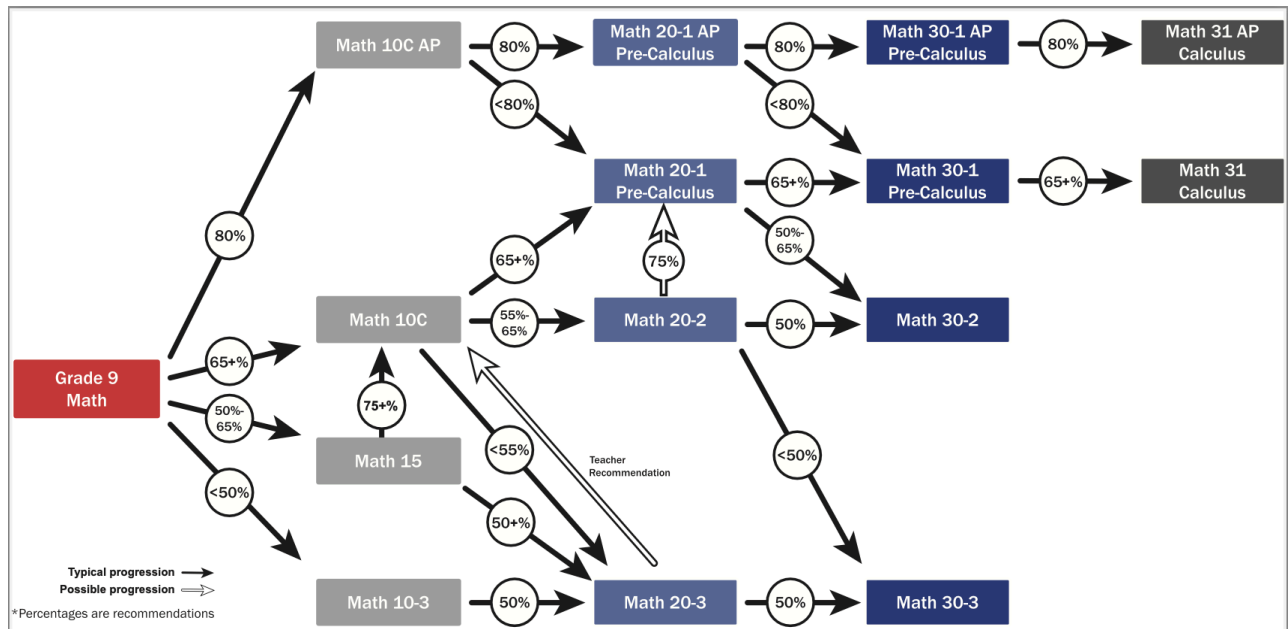 Math 10C AP
80%
Math 20-1 AP
Pre-Calculus
80%
Math 30-1 AP
Pre-Calculus
80%
Math 31 AP
Calculus
<80%
<80%
Math 20-1
Pre-Calculus
65+%
Math 30-1
Pre-Calculus
65+%
Math 31
Calculus
80%
65+%
75%
50%-
65%
Math 10C
55%-
65%
Math 20-2
50%
Math 30-2
Grade 9
Math
65+%
50%-
65%
75+%
<50%
Math 15
<55%
Teacher
Recommendation
<50%
50+%
Typical progression
Possible progression
*Percentages are recommendations
Math 10-3
50%
Math 20-3
50%
Math 30-3